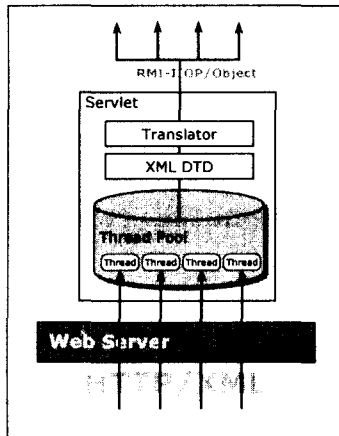 RMI-IIOP/Object
Servlet
Translator
XML DTD
Thread Pool
Thread Thread Thread Thread
Web Server
HTTP/XML